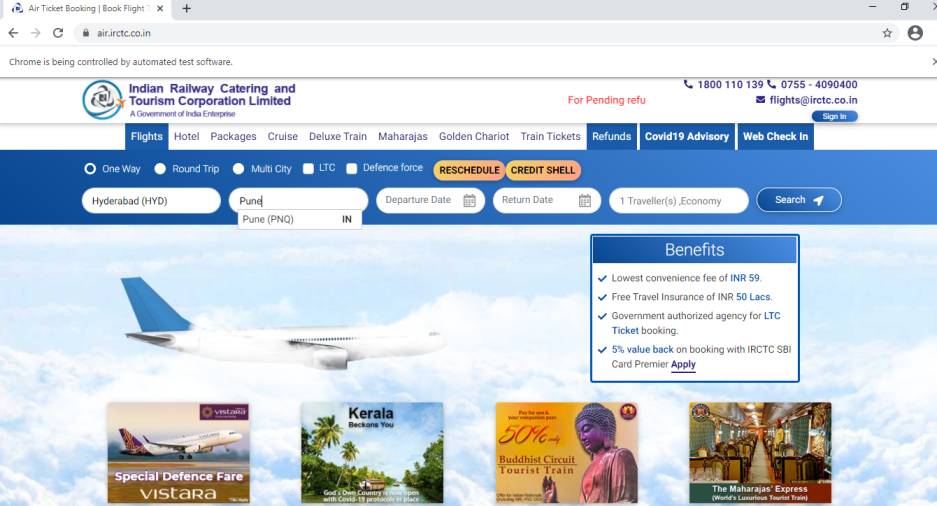 Air Ticket Booking | Book Flight T
air.irctc.co.in
Chrome is being controlled by automated test software.
Indian Railway Catering and
Tourism Corporation Limited
A Government of India Enterprise
For Pending refu
1800 110 139 0755 - 4090400
flights@irctc.co.in
Sign In
Flights Hotel Packages Cruise Deluxe Train Maharajas Golden Chariot Train Tickets Refunds Covid19 Advisory Web Check In
One Way Round Trip Multi City LTC Defence force RESCHEDULE CREDIT SHELL
Hyderabad (HYD) Pune Departure Date Return Date 1 Traveller(s) ,Economy Search
Pune (PNQ) IN
Benefits
Lowest convenience fee of INR 59.
Free Travel Insurance of INR 50 Lacs.
Government authorized agency for LTC
Ticket booking.
5% value back on booking with IRCTC SBI
Card Premier Apply
vistara
Special Defence Fare
VISTARA
Kerala
Beckons You
God's Own Country is now open
with Covid-19 protocols in place
Pay for one &
your companion gets
50% only
Buddhist Circuit
Tourist Train
The Maharajas' Express
(World's Luxurious Tourist Train)